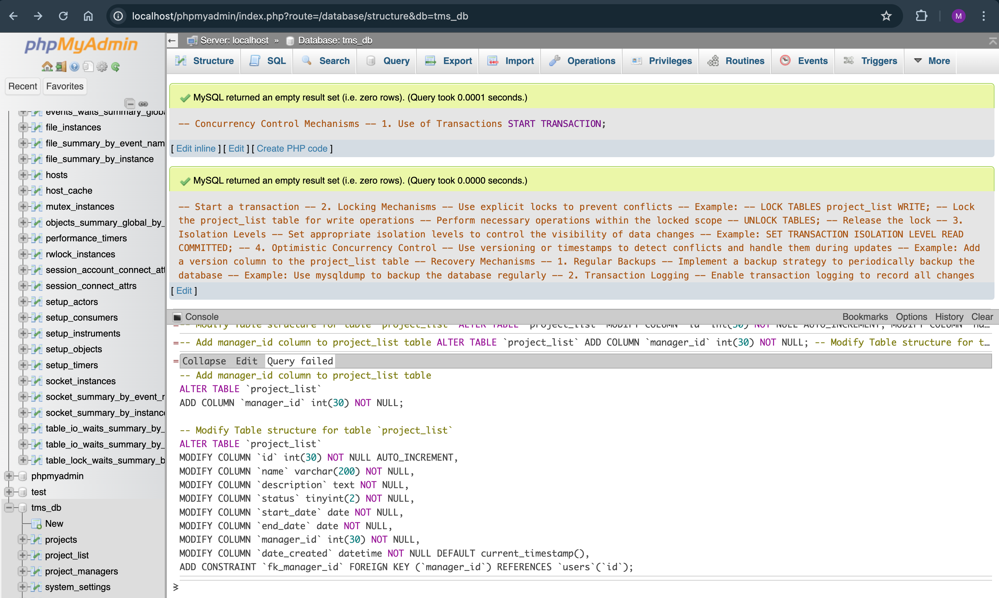 localhost/phpmyadmin/index.php?route=/database/structure&db=tms_db
M
phpMyAdmin
Recent
Favorites
events_waits_summary_globa
file_instances
file_summary_by_event_nam
file_summary_by_instance
hosts
host_cache
mutex_instances
objects_summary_global_by_
performance_timers
rwlock_instances
session_account_connect_att
session_connect_attrs
setup_actors
setup_consumers
setup_instruments
setup_objects
setup_timers
socket_instances
socket_summary_by_event_r
socket_summary_by_instance
table_io_waits_summary_by_
table_io_waits_summary_by_
table_lock_waits_summary_b
phpmyadmin
test
tms_db
New
projects
project_list
project_managers
system_settings
Server: localhost » Database: tms_db
Structure SQL Search Query Export Import Operations Privileges Routines Events Triggers More
MySQL returned an empty result set (i.e. zero rows). (Query took 0.0001 seconds.)
-- Concurrency Control Mechanisms -- 1. Use of Transactions START TRANSACTION;
[ Edit inline ] [ Edit ] [ Create PHP code ]
MySQL returned an empty result set (i.e. zero rows). (Query took 0.0000 seconds.)
-- Start a transaction -- 2. Locking Mechanisms -- Use explicit locks to prevent conflicts -- Example: -- LOCK TABLES project_list WRITE; -- Lock
the project_list table for write operations -- Perform necessary operations within the locked scope -- UNLOCK TABLES; -- Release the lock -- 3.
Isolation Levels -- Set appropriate isolation levels to control the visibility of data changes -- Example: SET TRANSACTION ISOLATION LEVEL READ
COMMITTED; -- 4. Optimistic Concurrency Control -- Use versioning or timestamps to detect conflicts and handle them during updates -- Example: Add
a version column to the project_list table -- Recovery Mechanisms -- 1. Regular Backups -- Implement a backup strategy to periodically backup the
database -- Example: Use mysqldump to backup the database regularly -- 2. Transaction Logging -- Enable transaction logging to record all changes
[ Edit ]
Console
Bookmarks Options History Clear
=-- Modify Table structure for table `project_list` ALTER TABLE `project_list` MODIFY COLUMN `id` int(30) NOT NULL AUTO_INCREMENT, MODIFY COLUMN `na…
=-- Add manager_id column to project_list table ALTER TABLE `project_list` ADD COLUMN `manager_id` int(30) NOT NULL; -- Modify Table structure for t…
= Collapse Edit Query failed
-- Add manager_id column to project_list table
ALTER TABLE `project_list`
ADD COLUMN `manager_id` int(30) NOT NULL;
-- Modify Table structure for table `project_list`
ALTER TABLE `project_list`
MODIFY COLUMN `id` int(30) NOT NULL AUTO_INCREMENT,
MODIFY COLUMN `name` varchar(200) NOT NULL,
MODIFY COLUMN `description` text NOT NULL,
MODIFY COLUMN `status` tinyint(2) NOT NULL,
MODIFY COLUMN `start_date` date NOT NULL,
MODIFY COLUMN `end_date` date NOT NULL,
MODIFY COLUMN `manager_id` int(30) NOT NULL,
MODIFY COLUMN `date_created` datetime NOT NULL DEFAULT current_timestamp(),
ADD CONSTRAINT `fk_manager_id` FOREIGN KEY (`manager_id`) REFERENCES `users`(`id`);
>